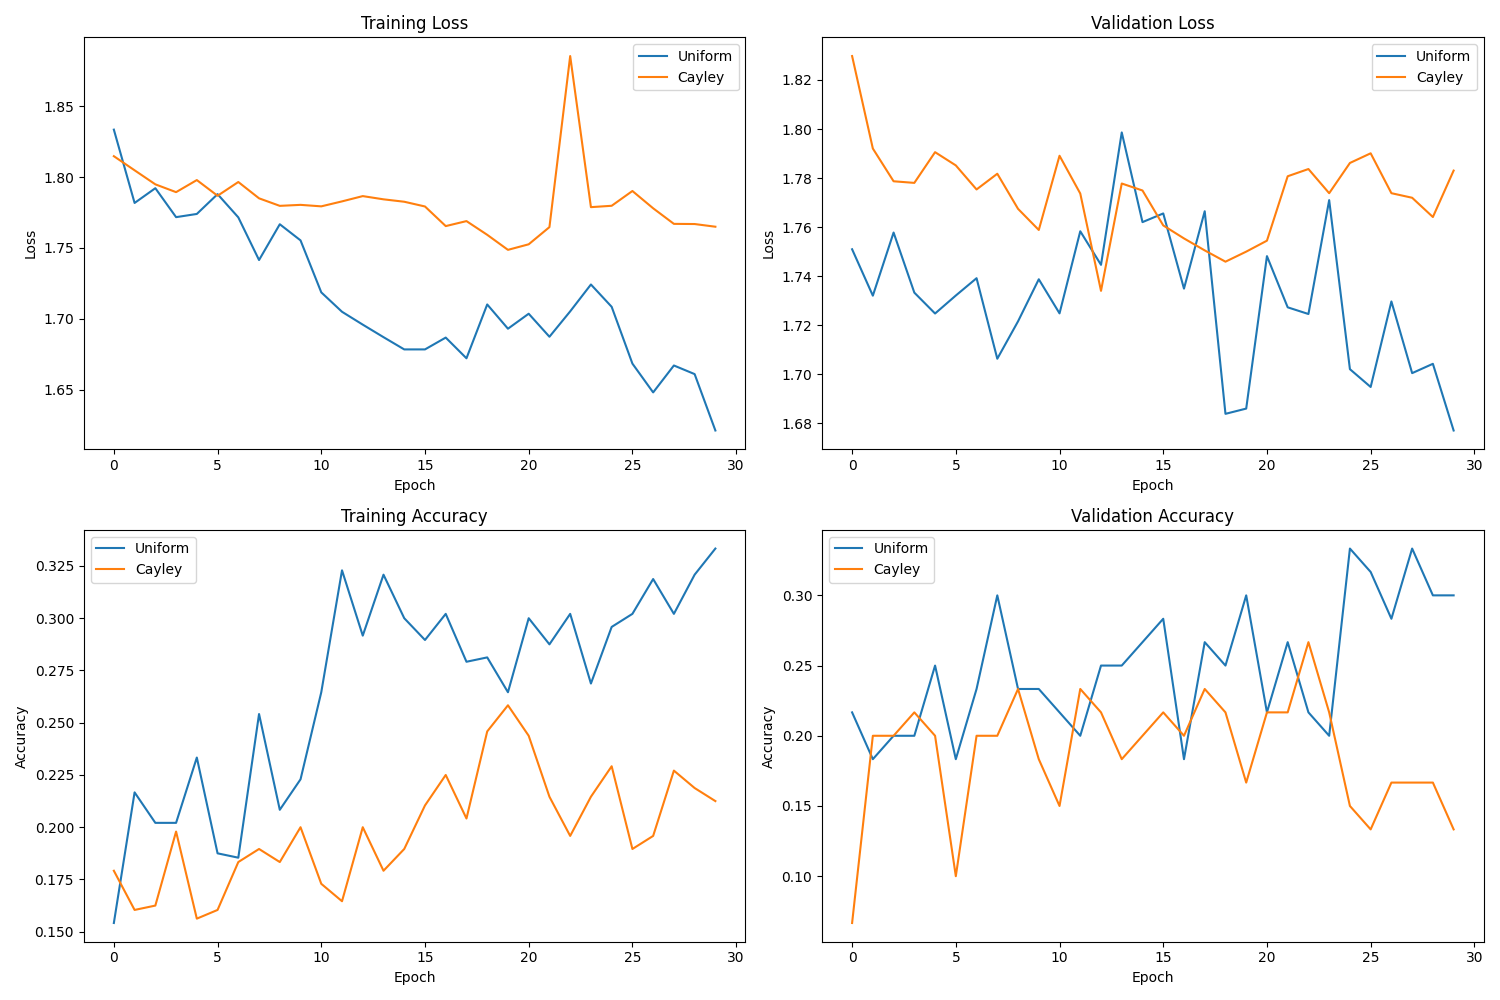 Training Loss
Uniform
Cayley
1.85
1.80
1.75
1.70
1.65
Loss
0 5 10 15 20 25 30
Epoch
Validation Loss
Uniform
Cayley
1.82
1.80
1.78
1.76
1.74
1.72
1.70
1.68
Loss
0 5 10 15 20 25 30
Epoch
Training Accuracy
Uniform
Cayley
0.325
0.300
0.275
0.250
0.225
0.200
0.175
0.150
Accuracy
0 5 10 15 20 25 30
Epoch
Validation Accuracy
Uniform
Cayley
0.30
0.25
0.20
0.15
0.10
Accuracy
0 5 10 15 20 25 30
Epoch